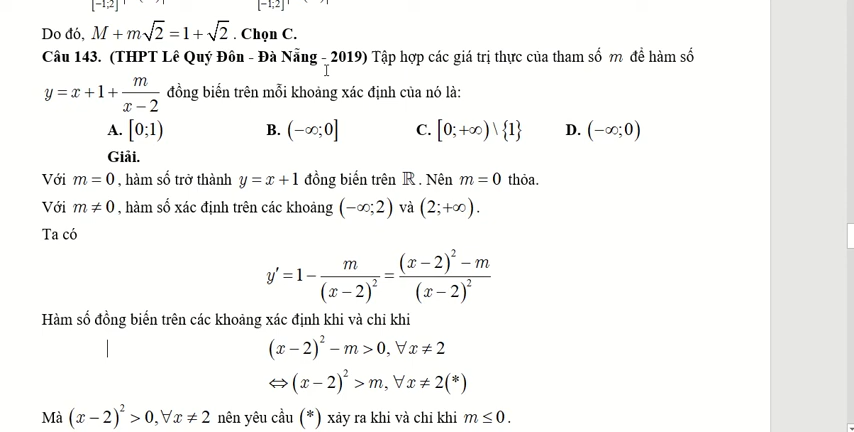 [-1;2] [-1;2]
Do đó, M + m√2 = 1 + √2 . Chọn C.
Câu 143. (THPT Lê Quý Đôn - Đà Nẵng - 2019) Tập hợp các giá trị thực của tham số m để hàm số
y = x + 1 + m/(x − 2) đồng biến trên mỗi khoảng xác định của nó là:
A. [0;1) B. (−∞;0] C. [0;+∞) \ {1} D. (−∞;0)
Giải.
Với m = 0 , hàm số trở thành y = x + 1 đồng biến trên ℝ . Nên m = 0 thỏa.
Với m ≠ 0 , hàm số xác định trên các khoảng (−∞;2) và (2;+∞) .
Ta có
y′ = 1 − m/(x − 2)² = ((x − 2)² − m)/(x − 2)²
Hàm số đồng biến trên các khoảng xác định khi và chỉ khi
(x − 2)² − m > 0, ∀x ≠ 2
⇔ (x − 2)² > m, ∀x ≠ 2(*)
Mà (x − 2)² > 0, ∀x ≠ 2 nên yêu cầu (*) xảy ra khi và chỉ khi m ≤ 0 .